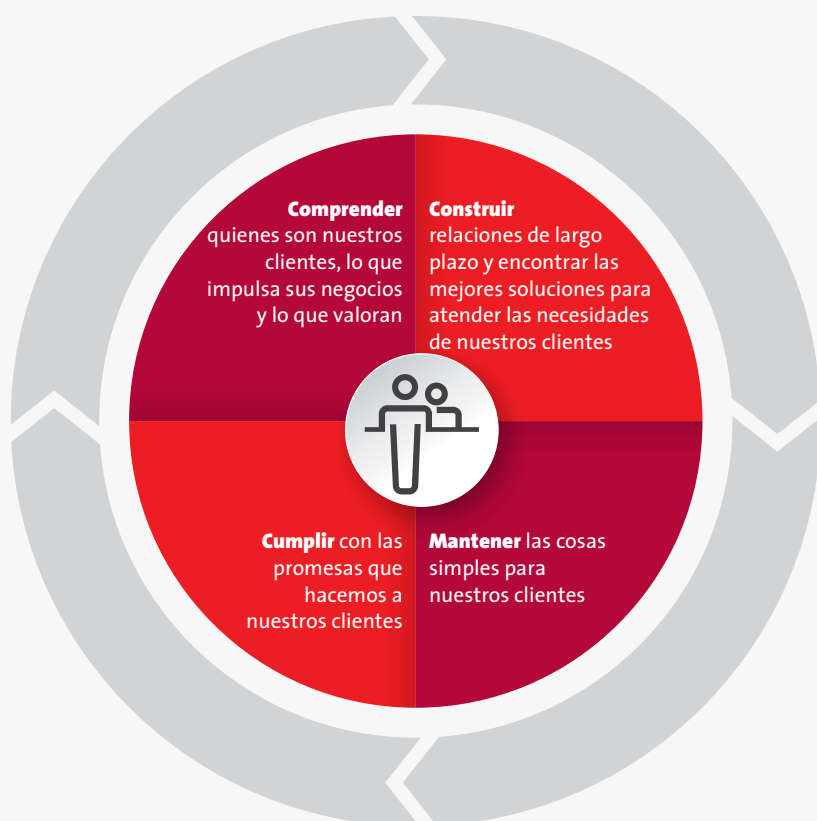 Comprender
quienes son nuestros
clientes, lo que
impulsa sus negocios
y lo que valoran
Construir
relaciones de largo
plazo y encontrar las
mejores soluciones para
atender las necesidades
de nuestros clientes
Cumplir con las
promesas que
hacemos a
nuestros clientes
Mantener las cosas
simples para
nuestros clientes